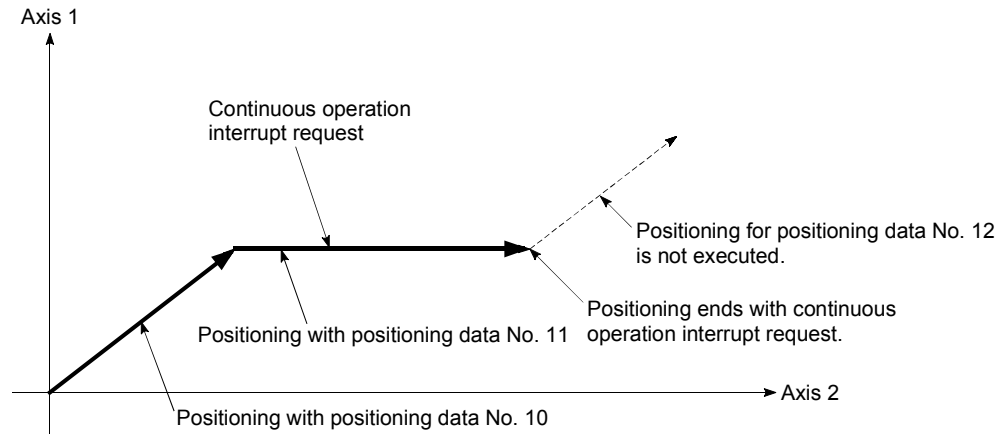 Axis 1
Continuous operation
interrupt request
Positioning for positioning data No. 12
is not executed.
Positioning ends with continuous
operation interrupt request.
Positioning with positioning data No. 11
Axis 2
Positioning with positioning data No. 10